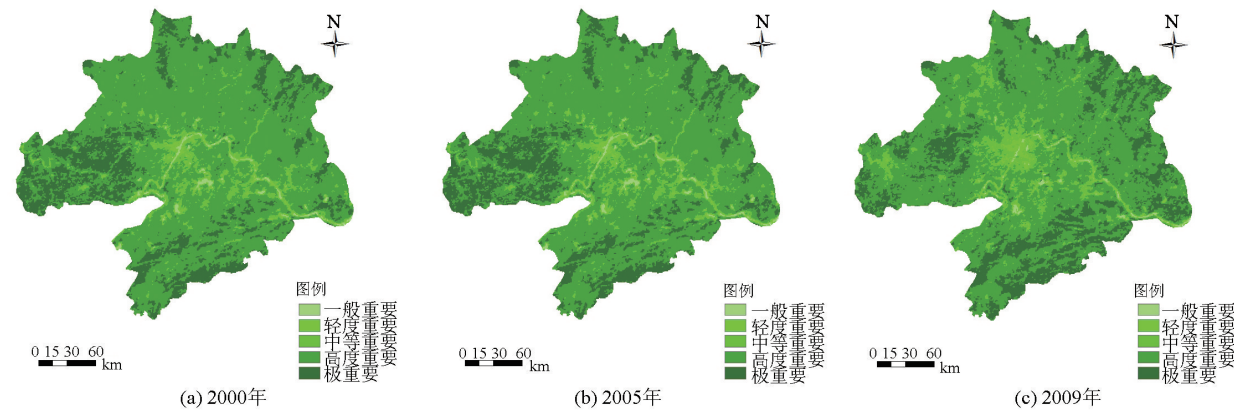 N
图例
一般重要
轻度重要
中等重要
高度重要
极重要
0 15 30 60
km
(a) 2000年
N
图例
一般重要
轻度重要
中等重要
高度重要
极重要
0 15 30 60
km
(b) 2005年
N
图例
一般重要
轻度重要
中等重要
高度重要
极重要
0 15 30 60
km
(c) 2009年